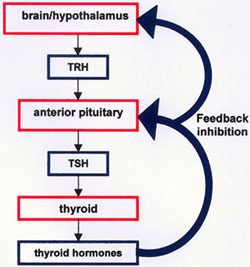 brain/hypothalamus
TRH
anterior pituitary
Feedback
inhibition
TSH
thyroid
thyroid hormones